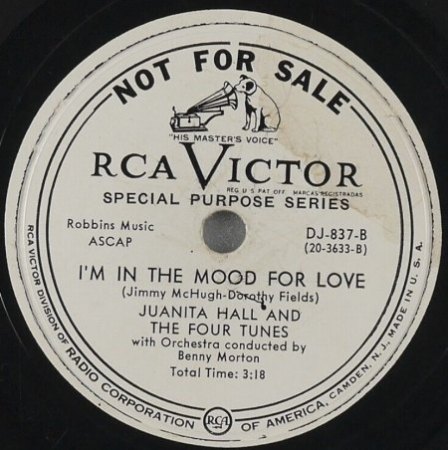 NOT FOR SALE
"HIS MASTER'S VOICE"
RCA VICTOR
REG. U.S. PAT. OFF. MARCAS REGISTRADAS
SPECIAL PURPOSE SERIES
Robbins Music
ASCAP
DJ-837-B
(20-3633-B)
I'M IN THE MOOD FOR LOVE
(Jimmy McHugh-Dorothy Fields)
JUANITA HALL AND
THE FOUR TUNES
with Orchestra conducted by
Benny Morton
Total Time: 3:18
RCA VICTOR DIVISION OF RADIO CORPORATION OF AMERICA, CAMDEN, N.J., MADE IN U.S.A.
RCA